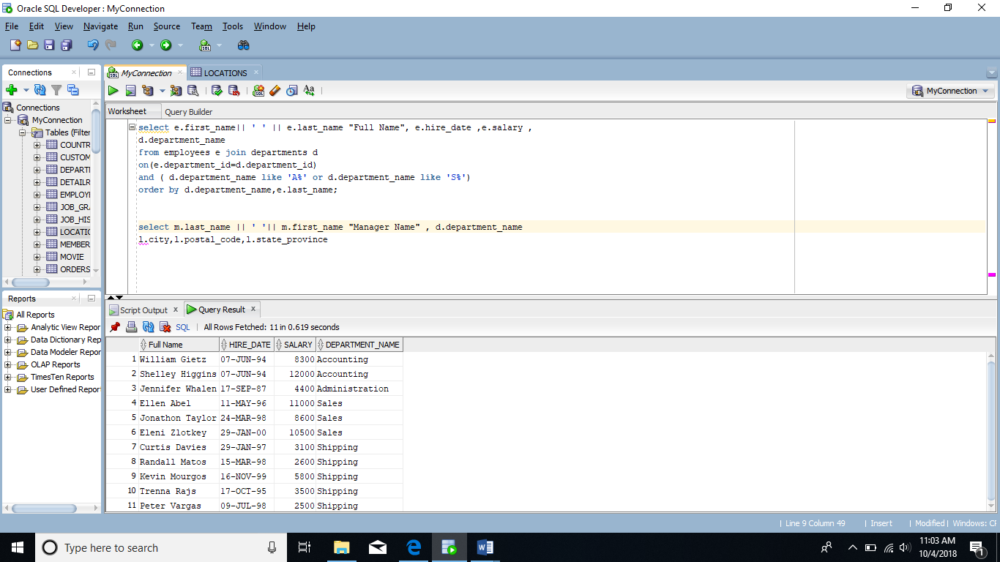 Oracle SQL Developer : MyConnection
File Edit View Navigate Run Source Team Tools Window Help
Connections
MyConnection
LOCATIONS
MyConnection
Worksheet
Query Builder
Connections
MyConnection
Tables (Filter
COUNTR
CUSTOM
DEPARTI
DETAILR
EMPLOYI
JOB_GR
JOB_HIS
LOCATIO
MEMBER
MOVIE
ORDERS
select e.first_name|| ' ' || e.last_name "Full Name", e.hire_date ,e.salary ,
d.department_name
from employees e join departments d
on(e.department_id=d.department_id)
and ( d.department_name like 'A%' or d.department_name like 'S%')
order by d.department_name,e.last_name;
select m.last_name || ' '|| m.first_name "Manager Name" , d.department_name
l.city,l.postal_code,l.state_province
Reports
All Reports
Analytic View Repor
Data Dictionary Rep
Data Modeler Repor
OLAP Reports
TimesTen Reports
User Defined Repor
Script Output x Query Result x
SQL | All Rows Fetched: 11 in 0.619 seconds
Full Name HIRE_DATE SALARY DEPARTMENT_NAME
1 William Gietz 07-JUN-94 8300 Accounting
2 Shelley Higgins 07-JUN-94 12000 Accounting
3 Jennifer Whalen 17-SEP-87 4400 Administration
4 Ellen Abel 11-MAY-96 11000 Sales
5 Jonathon Taylor 24-MAR-98 8600 Sales
6 Eleni Zlotkey 29-JAN-00 10500 Sales
7 Curtis Davies 29-JAN-97 3100 Shipping
8 Randall Matos 15-MAR-98 2600 Shipping
9 Kevin Mourgos 16-NOV-99 5800 Shipping
10 Trenna Rajs 17-OCT-95 3500 Shipping
11 Peter Vargas 09-JUL-98 2500 Shipping
| Line 9 Column 49 | Insert | Modified | Windows: CF
Type here to search
11:03 AM
10/4/2018
1